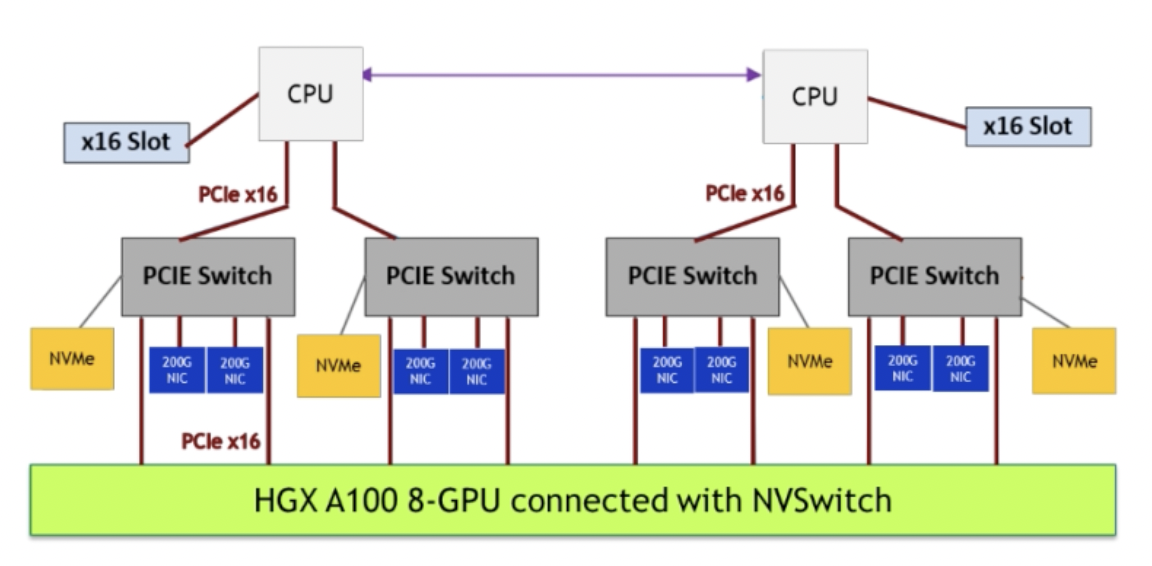 CPU
CPU
x16 Slot
x16 Slot
PCIe x16
PCIe x16
PCIE Switch
PCIE Switch
PCIE Switch
PCIE Switch
NVMe
200G
NIC
200G
NIC
NVMe
200G
NIC
200G
NIC
200G
NIC
200G
NIC
NVMe
200G
NIC
200G
NIC
NVMe
PCIe x16
HGX A100 8-GPU connected with NVSwitch